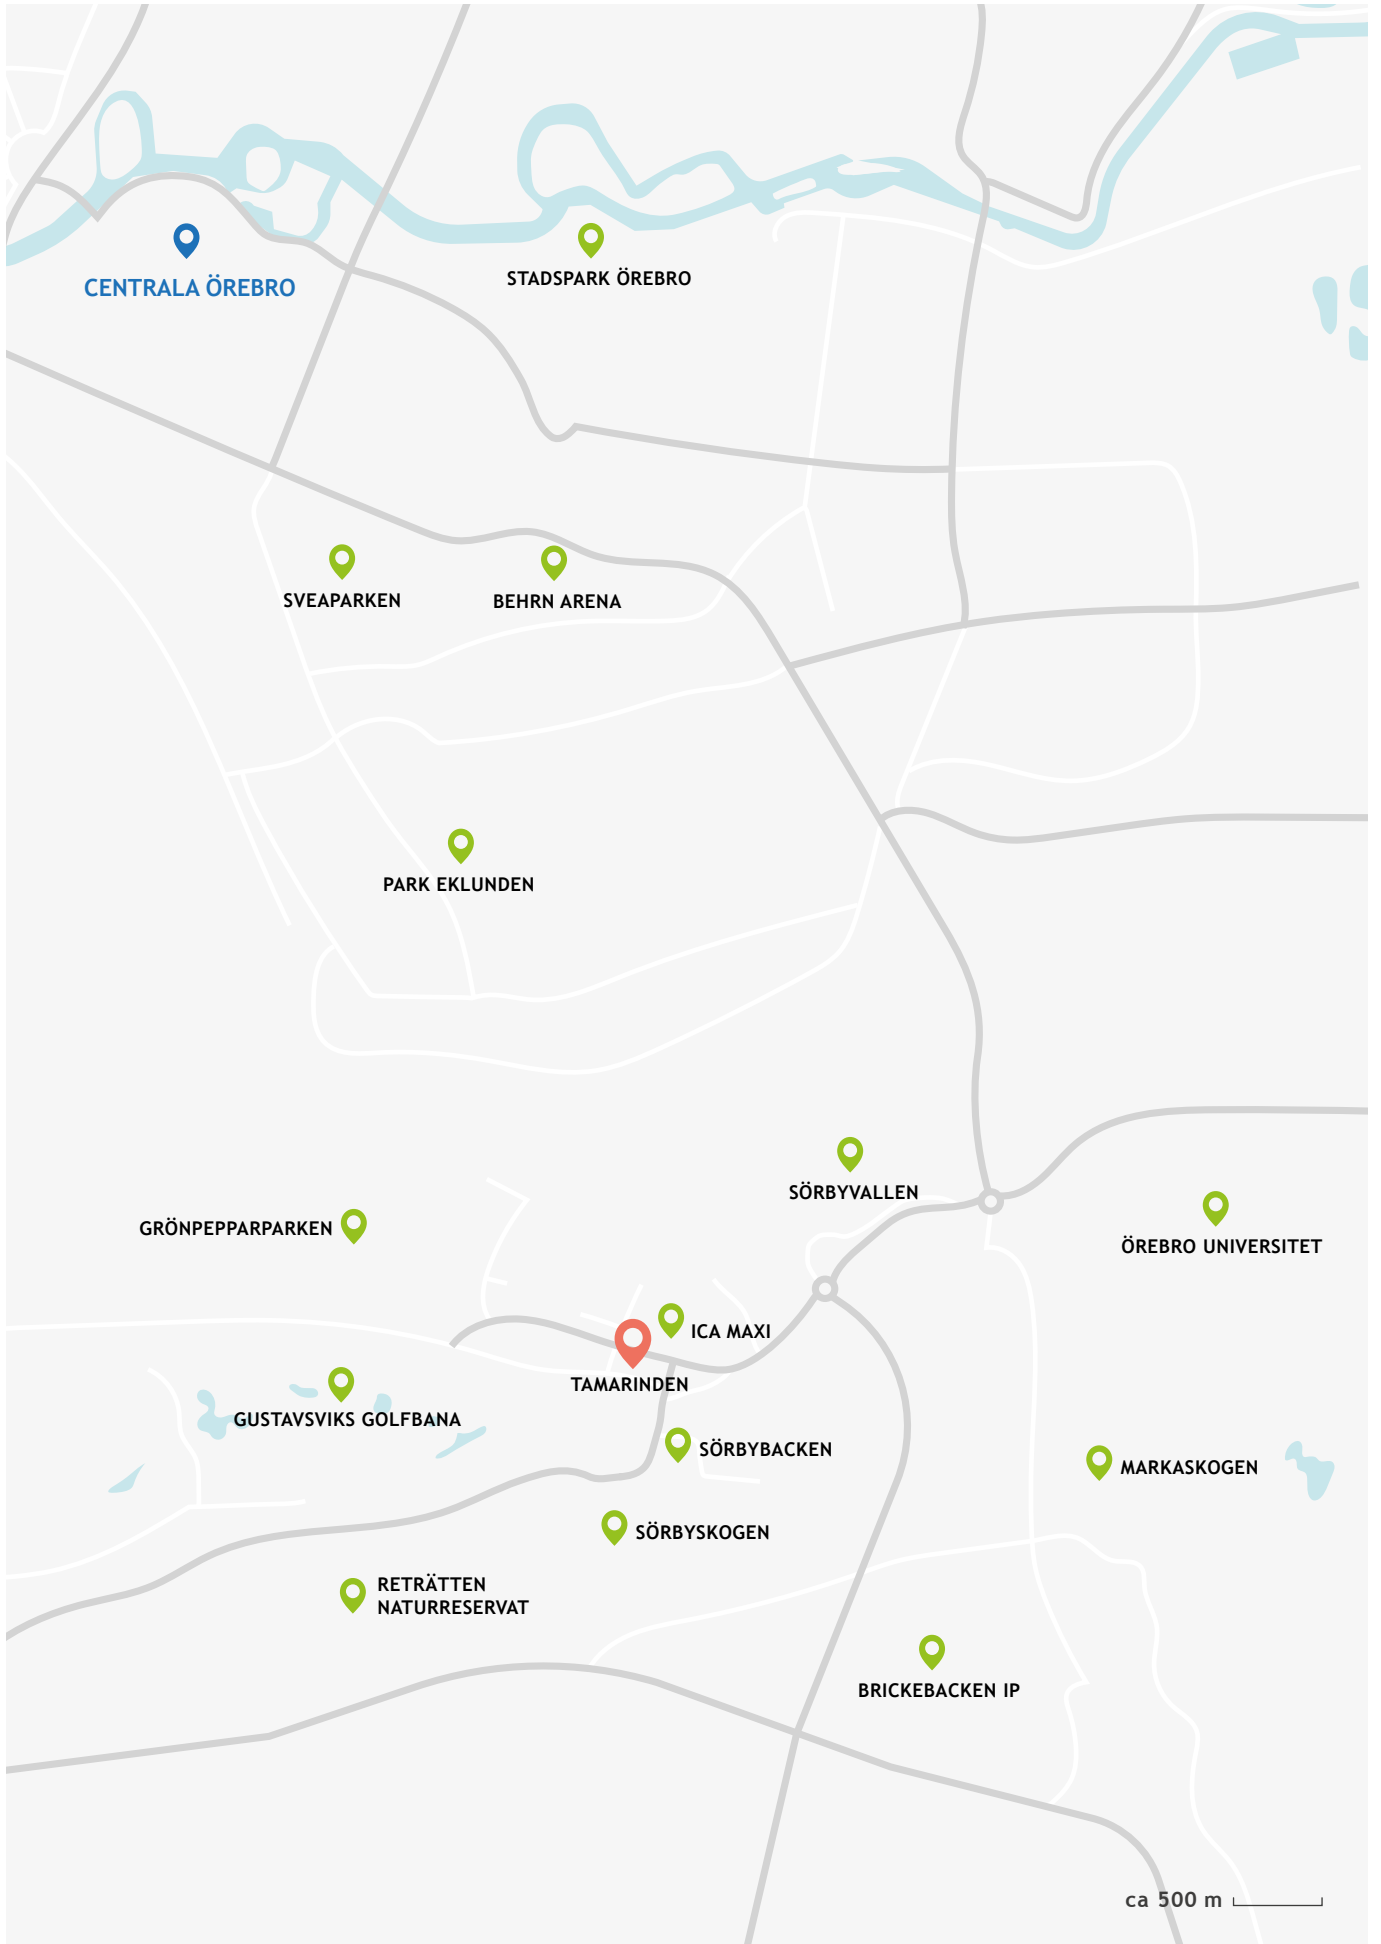 STADSPARK ÖREBRO
CENTRALA ÖREBRO
SVEAPARKEN
BEHRN ARENA
PARK EKLUNDEN
SÖRBYVALLEN
GRÖNPEPPARPARKEN
ÖREBRO UNIVERSITET
ICA MAXI
TAMARINDEN
GUSTAVSVIKS GOLFBANA
SÖRBYBACKEN
MARKASKOGEN
SÖRBYSKOGEN
RETRÄTTEN
NATURRESERVAT
BRICKEBACKEN IP
ca 500 m